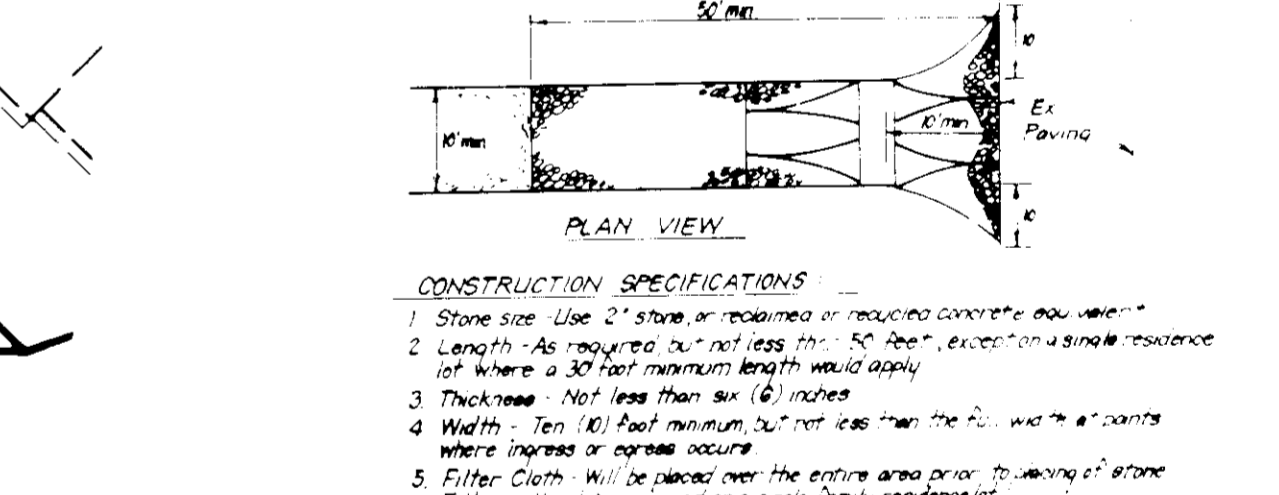 50' min.
10
10' min
10' min
Ex
Paving
10
PLAN VIEW
CONSTRUCTION SPECIFICATIONS :
1 Stone size - Use 2" stone, or reclaimed or recycled concrete equivalent
2 Length - As required, but not less than 50 feet, except on a single residence
lot where a 30 foot minimum length would apply
3. Thickness - Not less than six (6) inches
4 Width - Ten (10) foot minimum, but not less than the full width at points
where ingress or egress occurs.
5. Filter Cloth - Will be placed over the entire area prior to placing of stone
residence lot